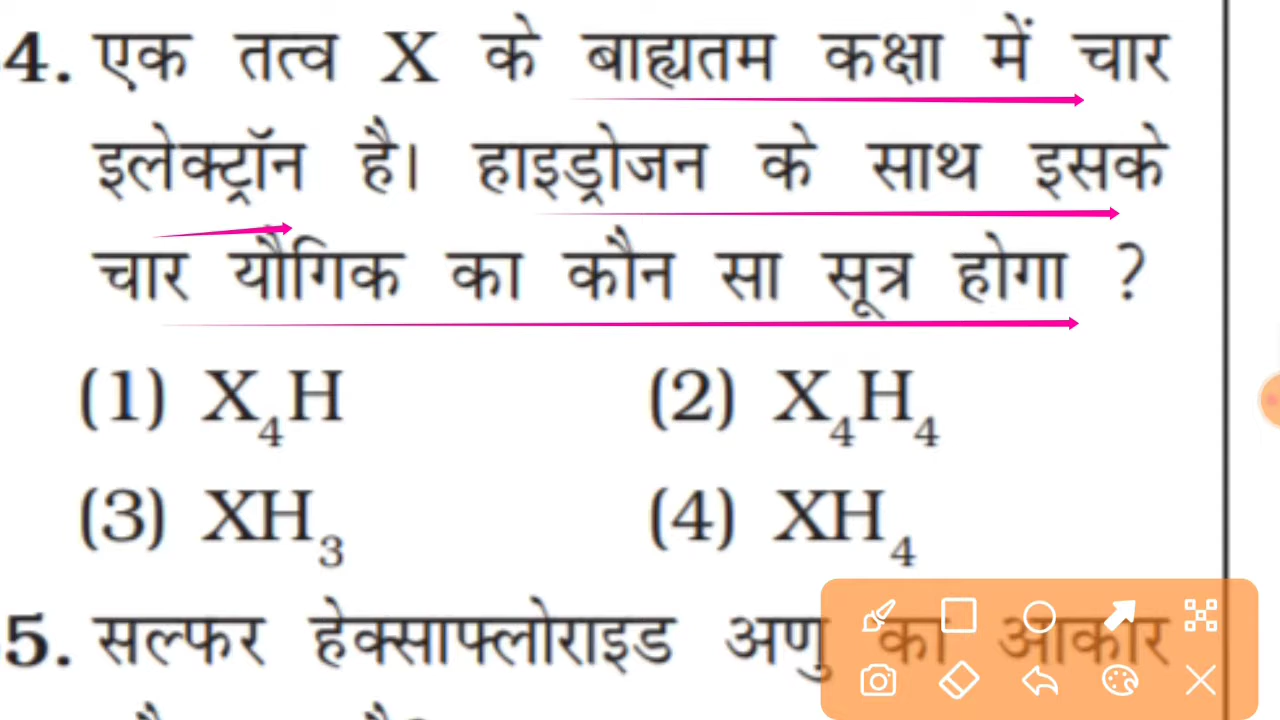 4. एक तत्व X के बाह्यतम कक्षा में चार
इलेक्ट्रॉन है। हाइड्रोजन के साथ इसके
चार यौगिक का कौन सा सूत्र होगा ?
(1) X₄H (2) X₄H₄
(3) XH₃ (4) XH₄
5. सल्फर हेक्साफ्लोराइड अणु का आकार